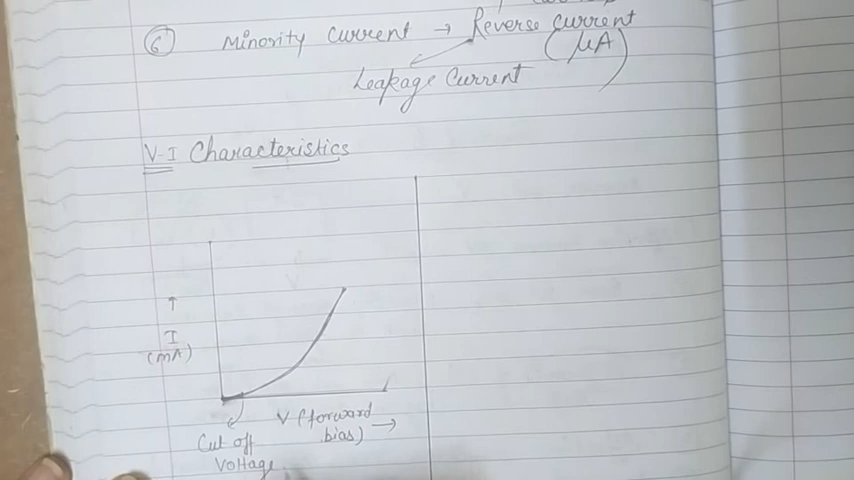 6 Minority Current → Reverse Current
(μA)
Leakage Current
V-I Characteristics
↑
I
(mA)
V (forward
bias) →
Cut off
Voltage